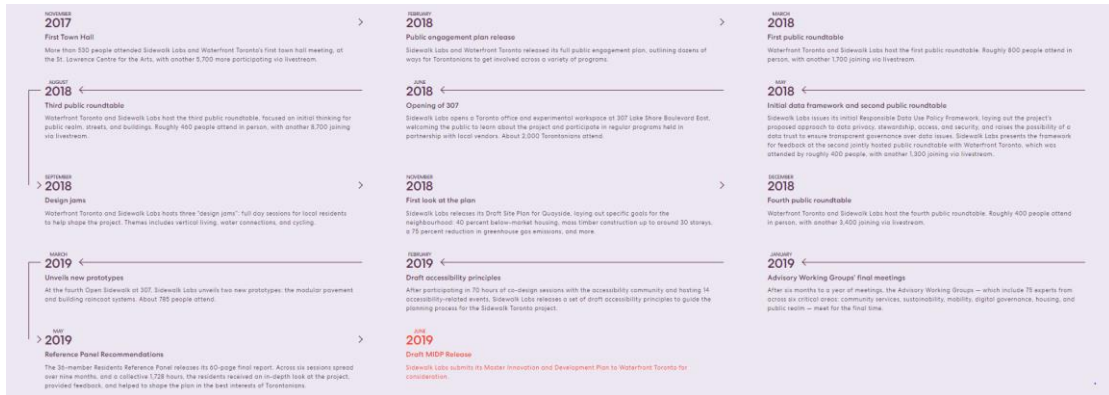 NOVEMBER
2017
First Town Hall
More than 530 people attended Sidewalk Labs and Waterfront Toronto's first town hall meeting, at
the St. Lawrence Centre for the Arts, with another 5,700 more participating via livestream.
FEBRUARY
2018
Public engagement plan release
Sidewalk Labs and Waterfront Toronto released its full public engagement plan, outlining dozens of
ways for Torontonians to get involved across a variety of programs.
MARCH
2018
First public roundtable
Waterfront Toronto and Sidewalk Labs host the first public roundtable. Roughly 800 people attend in
person, with another 1,700 joining via livestream.
MAY
2018
Initial data framework and second public roundtable
Sidewalk Labs issues its initial Responsible Data Use Policy Framework, laying out the project's
proposed approach to data privacy, stewardship, access, and security, and raises the possibility of a
data trust to ensure transparent governance over data issues. Sidewalk Labs presents the framework
for feedback at the second jointly hosted public roundtable with Waterfront Toronto, which was
attended by roughly 400 people, with another 1,300 joining via livestream.
JUNE
2018
Opening of 307
Sidewalk Labs opens a Toronto office and experimental workspace at 307 Lake Shore Boulevard East,
welcoming the public to learn about the project and participate in regular programs held in
partnership with local vendors. About 2,000 Torontonians attend.
AUGUST
2018
Third public roundtable
Waterfront Toronto and Sidewalk Labs host the third public roundtable, focused on initial thinking for
public realm, streets, and buildings. Roughly 460 people attend in person, with another 8,700 joining
via livestream.
SEPTEMBER
2018
Design jams
Waterfront Toronto and Sidewalk Labs hosts three "design jams": full day sessions for local residents
to help shape the project. Themes includes vertical living, water connections, and cycling.
NOVEMBER
2018
First look at the plan
Sidewalk Labs releases its Draft Site Plan for Quayside, laying out specific goals for the
neighbourhood: 40 percent below-market housing, mass timber construction up to around 30 storeys,
a 75 percent reduction in greenhouse gas emissions, and more.
DECEMBER
2018
Fourth public roundtable
Waterfront Toronto and Sidewalk Labs host the fourth public roundtable. Roughly 400 people attend
in person, with another 3,400 joining via livestream.
JANUARY
2019
Advisory Working Groups' final meetings
After six months to a year of meetings, the Advisory Working Groups — which include 75 experts from
across six critical areas: community services, sustainability, mobility, digital governance, housing, and
public realm — meet for the final time.
FEBRUARY
2019
Draft accessibility principles
After participating in 70 hours of co-design sessions with the accessibility community and hosting 14
accessibility-related events, Sidewalk Labs releases a set of draft accessibility principles to guide the
planning process for the Sidewalk Toronto project.
MARCH
2019
Unveils new prototypes
At the fourth Open Sidewalk at 307, Sidewalk Labs unveils two new prototypes: the modular pavement
and building raincoat systems. About 785 people attend.
MAY
2019
Reference Panel Recommendations
The 36-member Residents Reference Panel releases its 60-page final report. Across six sessions spread
over nine months, and a collective 1,728 hours, the residents received an in-depth look at the project,
provided feedback, and helped to shape the plan in the best interests of Torontonians.
JUNE
2019
Draft MIDP Release
Sidewalk Labs submits its Master Innovation and Development Plan to Waterfront Toronto for
consideration.